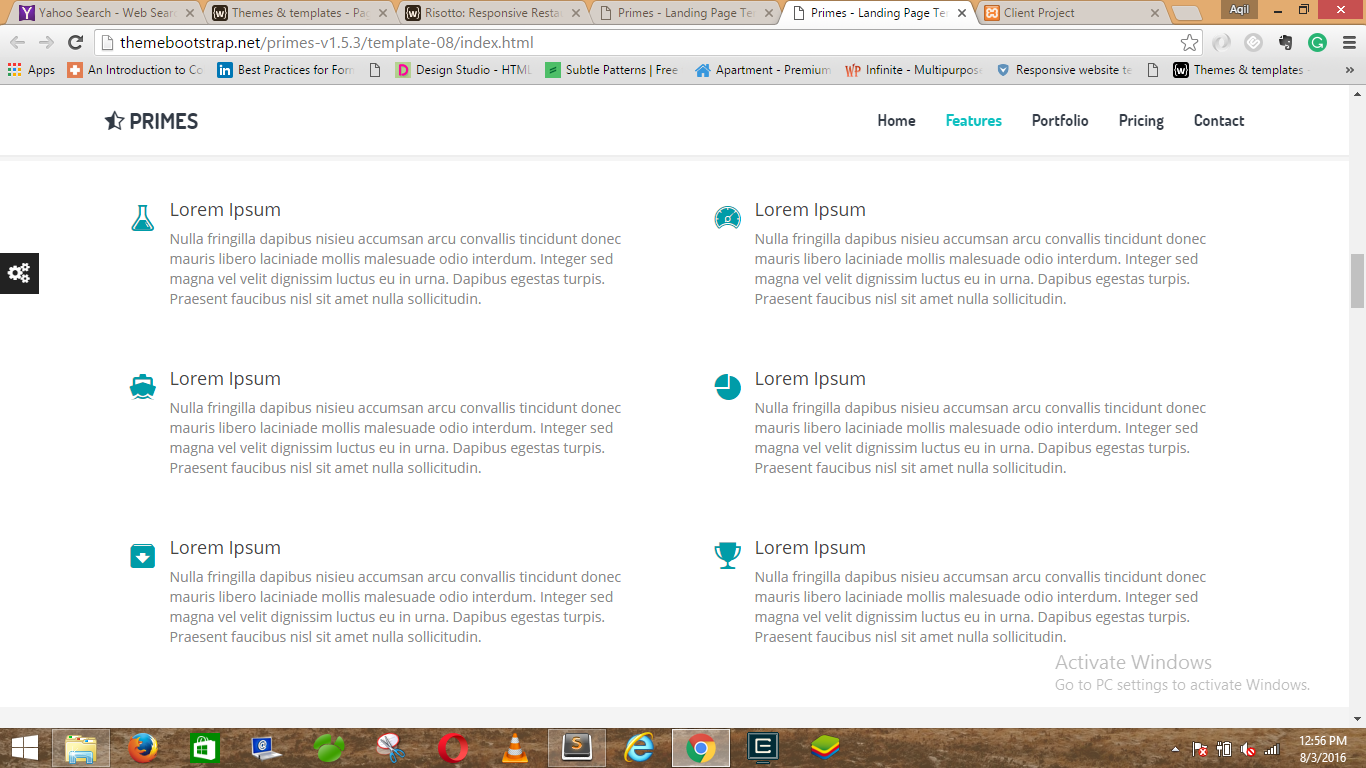 Yahoo Search - Web Sear
Themes & templates - Pa
Risotto: Responsive Resta
Primes - Landing Page Te
Primes - Landing Page Te
Client Project
Aqil
themebootstrap.net/primes-v1.5.3/template-08/index.html
Apps
An Introduction to Co
Best Practices for Forn
Design Studio - HTML
Subtle Patterns | Free
Apartment - Premium
Infinite - Multipurpose
Responsive website te
Themes & templates
PRIMES
Home
Features
Portfolio
Pricing
Contact
Lorem Ipsum
Nulla fringilla dapibus nisieu accumsan arcu convallis tincidunt donec
mauris libero laciniade mollis malesuade odio interdum. Integer sed
magna vel velit dignissim luctus eu in urna. Dapibus egestas turpis.
Praesent faucibus nisl sit amet nulla sollicitudin.
Lorem Ipsum
Nulla fringilla dapibus nisieu accumsan arcu convallis tincidunt donec
mauris libero laciniade mollis malesuade odio interdum. Integer sed
magna vel velit dignissim luctus eu in urna. Dapibus egestas turpis.
Praesent faucibus nisl sit amet nulla sollicitudin.
Lorem Ipsum
Nulla fringilla dapibus nisieu accumsan arcu convallis tincidunt donec
mauris libero laciniade mollis malesuade odio interdum. Integer sed
magna vel velit dignissim luctus eu in urna. Dapibus egestas turpis.
Praesent faucibus nisl sit amet nulla sollicitudin.
Lorem Ipsum
Nulla fringilla dapibus nisieu accumsan arcu convallis tincidunt donec
mauris libero laciniade mollis malesuade odio interdum. Integer sed
magna vel velit dignissim luctus eu in urna. Dapibus egestas turpis.
Praesent faucibus nisl sit amet nulla sollicitudin.
Lorem Ipsum
Nulla fringilla dapibus nisieu accumsan arcu convallis tincidunt donec
mauris libero laciniade mollis malesuade odio interdum. Integer sed
magna vel velit dignissim luctus eu in urna. Dapibus egestas turpis.
Praesent faucibus nisl sit amet nulla sollicitudin.
Lorem Ipsum
Nulla fringilla dapibus nisieu accumsan arcu convallis tincidunt donec
mauris libero laciniade mollis malesuade odio interdum. Integer sed
magna vel velit dignissim luctus eu in urna. Dapibus egestas turpis.
Praesent faucibus nisl sit amet nulla sollicitudin.
Activate Windows
Go to PC settings to activate Windows.
12:56 PM
8/3/2016